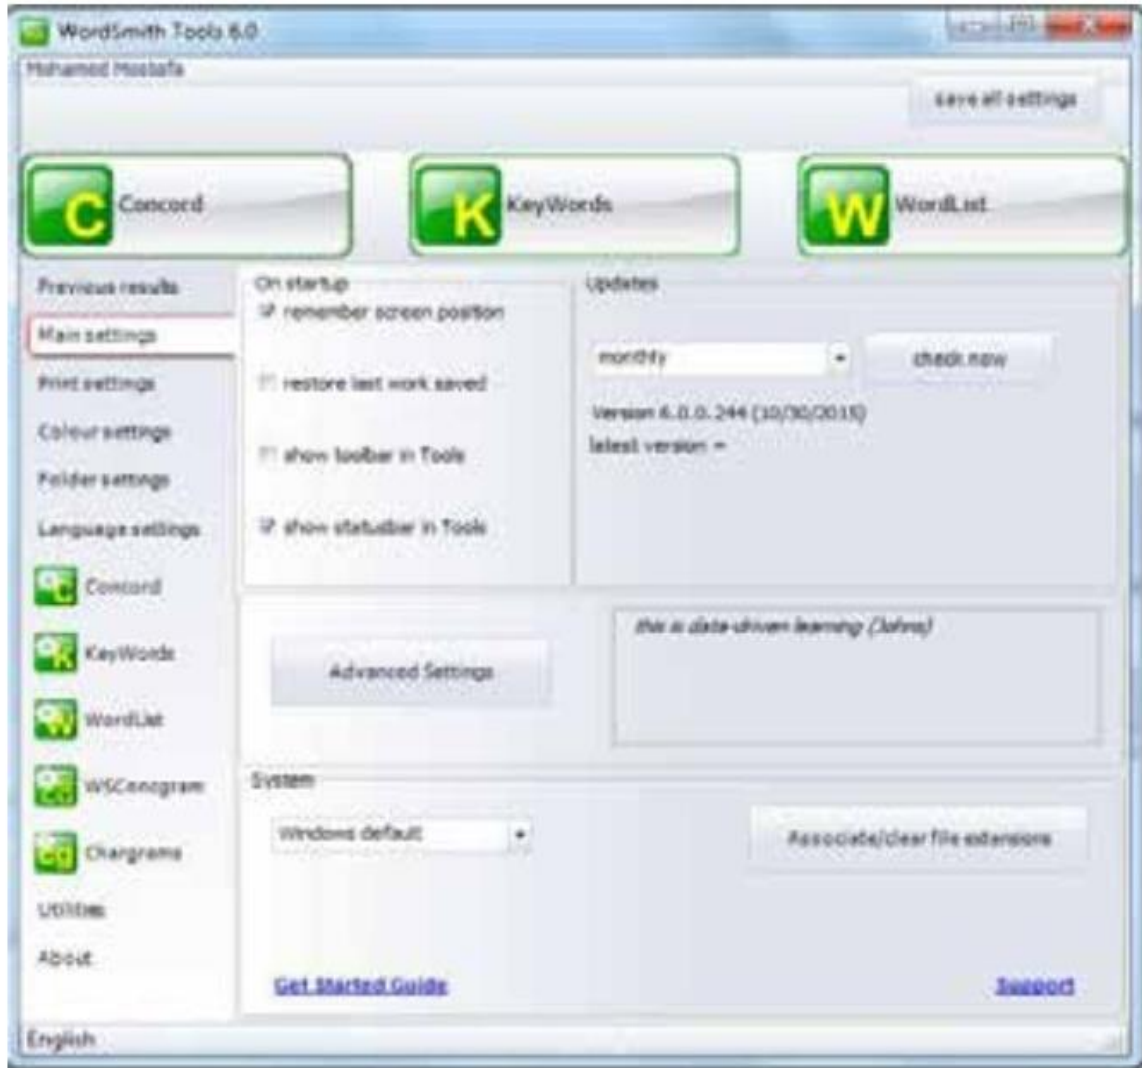 WordSmith Tools 6.0
Mohamed Mostafa
save all settings
C Concord
K KeyWords
W WordList
Previous results
Main settings
Print settings
Colour settings
Folder settings
Language settings
C Concord
K KeyWords
W WordList
WSConcgram
cg Chargrams
Utilities
About
On startup
remember screen position
restore last work saved
show toolbar in Tools
show statusbar in Tools
Updates
monthly
check now
Version 6.0.0.244 (10/30/2015)
latest version =
Advanced Settings
this is data-driven learning (Johns)
System
Windows default
Associate/clear file extensions
Get Started Guide
Support
English